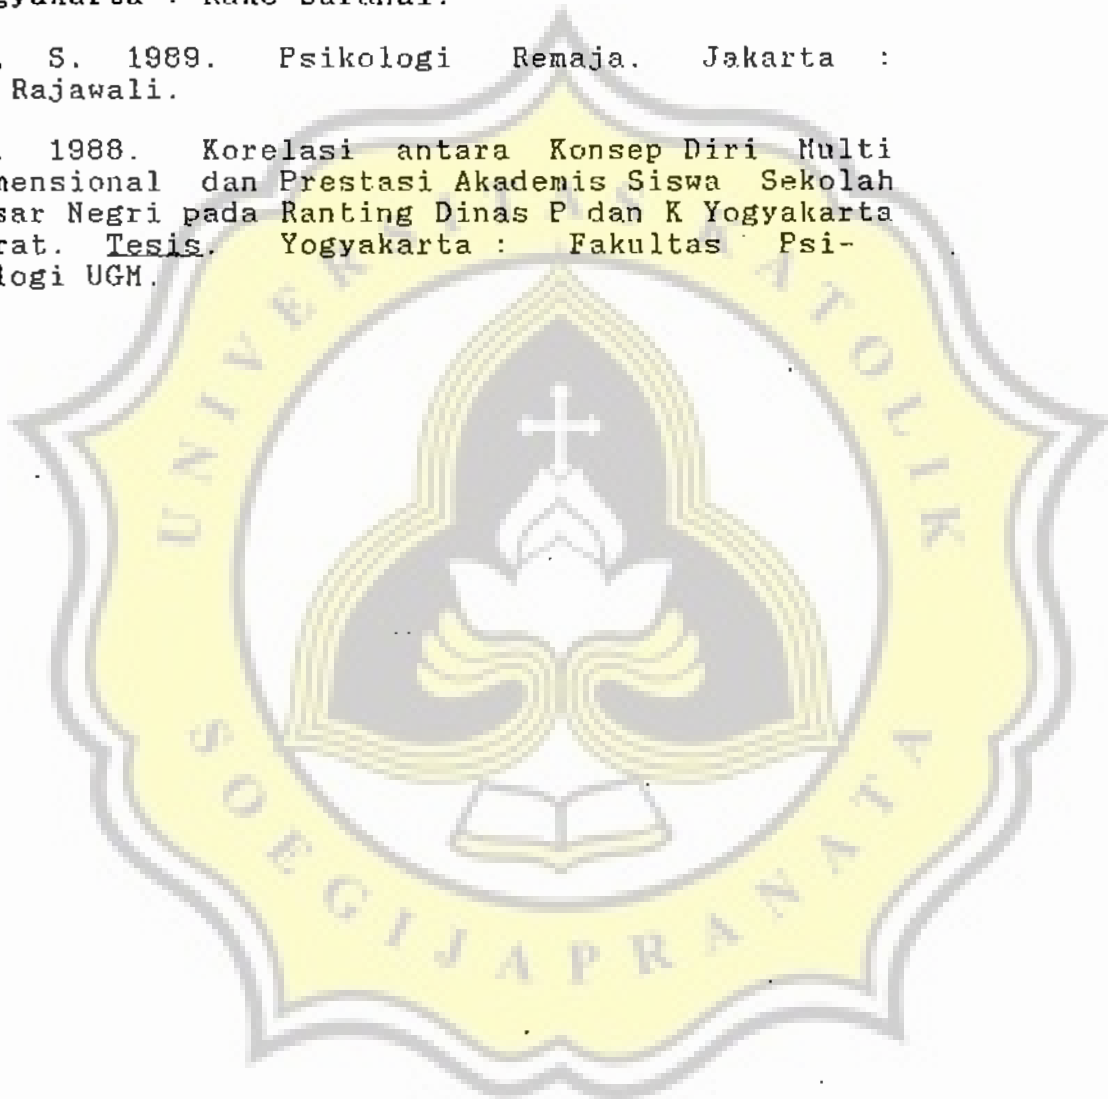 gyakarta :
. S. 1989. Psikologi Remaja. Jakarta :
Rajawali.
. 1988. Korelasi antara Konsep Diri Multi
mensional dan Prestasi Akademis Siswa Sekolah
sar Negri pada Ranting Dinas P dan K Yogyakarta
rat. Tesis. Yogyakarta : Fakultas Psi-
logi UGM.
UNIVERSITAS KATOLIK
SOEGIJAPRANATA